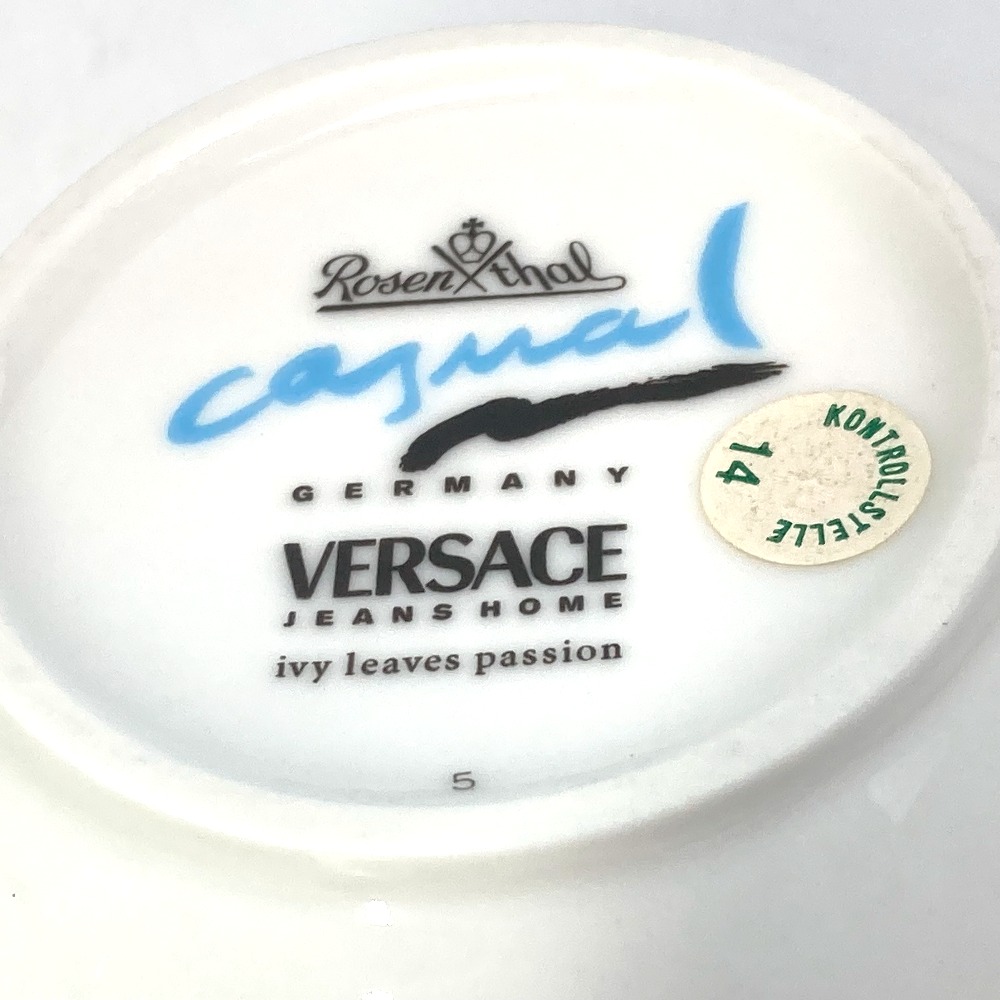 Rosenthal
casual
GERMANY
VERSACE
JEANS HOME
ivy leaves passion
5
KONTROLLSTELLE
14